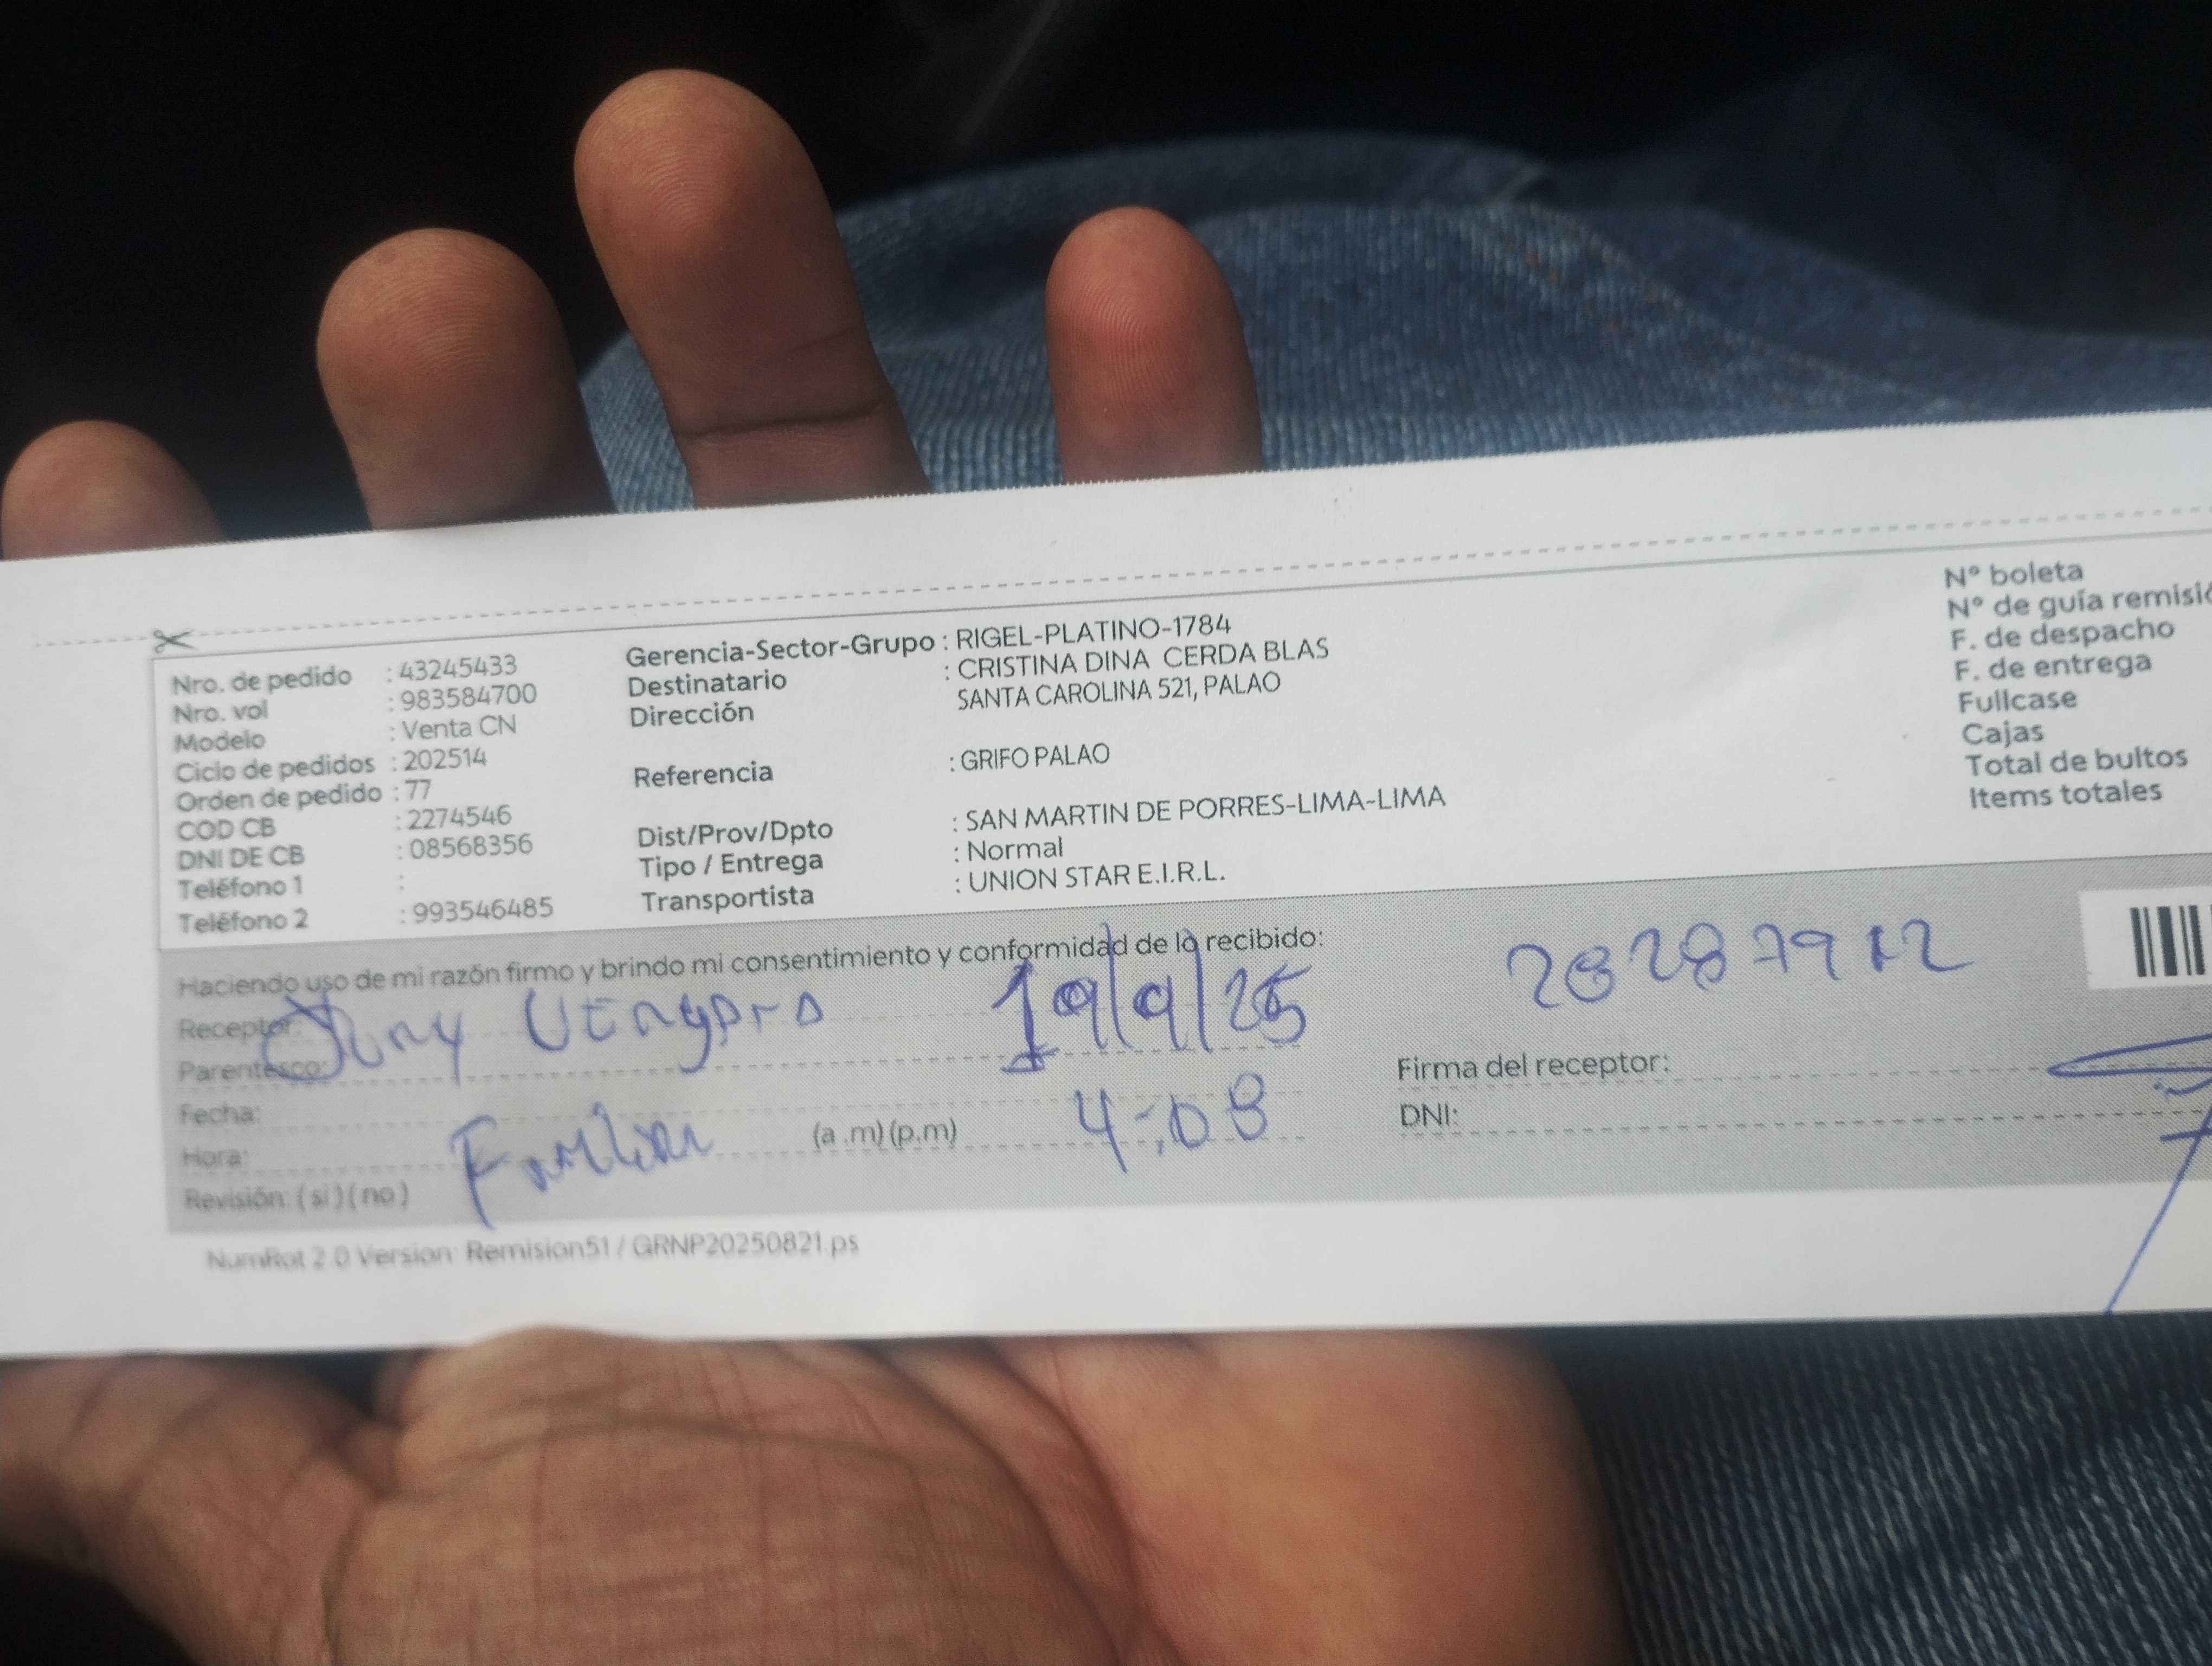 Nro. de pedido : 43245433
Nro. vol : 983584700
Modelo : Venta CN
Ciclo de pedidos : 202514
Orden de pedido : 77
COD CB : 2274546
DNI DE CB : 08568356
Teléfono 1 :
Teléfono 2 : 993546485
Gerencia-Sector-Grupo : RIGEL-PLATINO-1784
Destinatario : CRISTINA DINA CERDA BLAS
Dirección SANTA CAROLINA 521, PALAO
Referencia : GRIFO PALAO
Dist/Prov/Dpto : SAN MARTIN DE PORRES-LIMA-LIMA
Tipo / Entrega : Normal
Transportista : UNION STAR E.I.R.L.
N° boleta
N° de guía remisió
F. de despacho
F. de entrega
Fullcase
Cajas
Total de bultos
Items totales
Haciendo uso de mi razón firmo y brindo mi consentimiento y conformidad de lo recibido:
Receptor: 19/9/25
Parentesco:
Fecha:
Hora: (a .m) (p.m) 4:08
Revisión: ( si ) ( no ) Familiar
Firma del receptor:
DNI:
NumRot 2.0 Version: Remision51 / GRNP20250821.ps